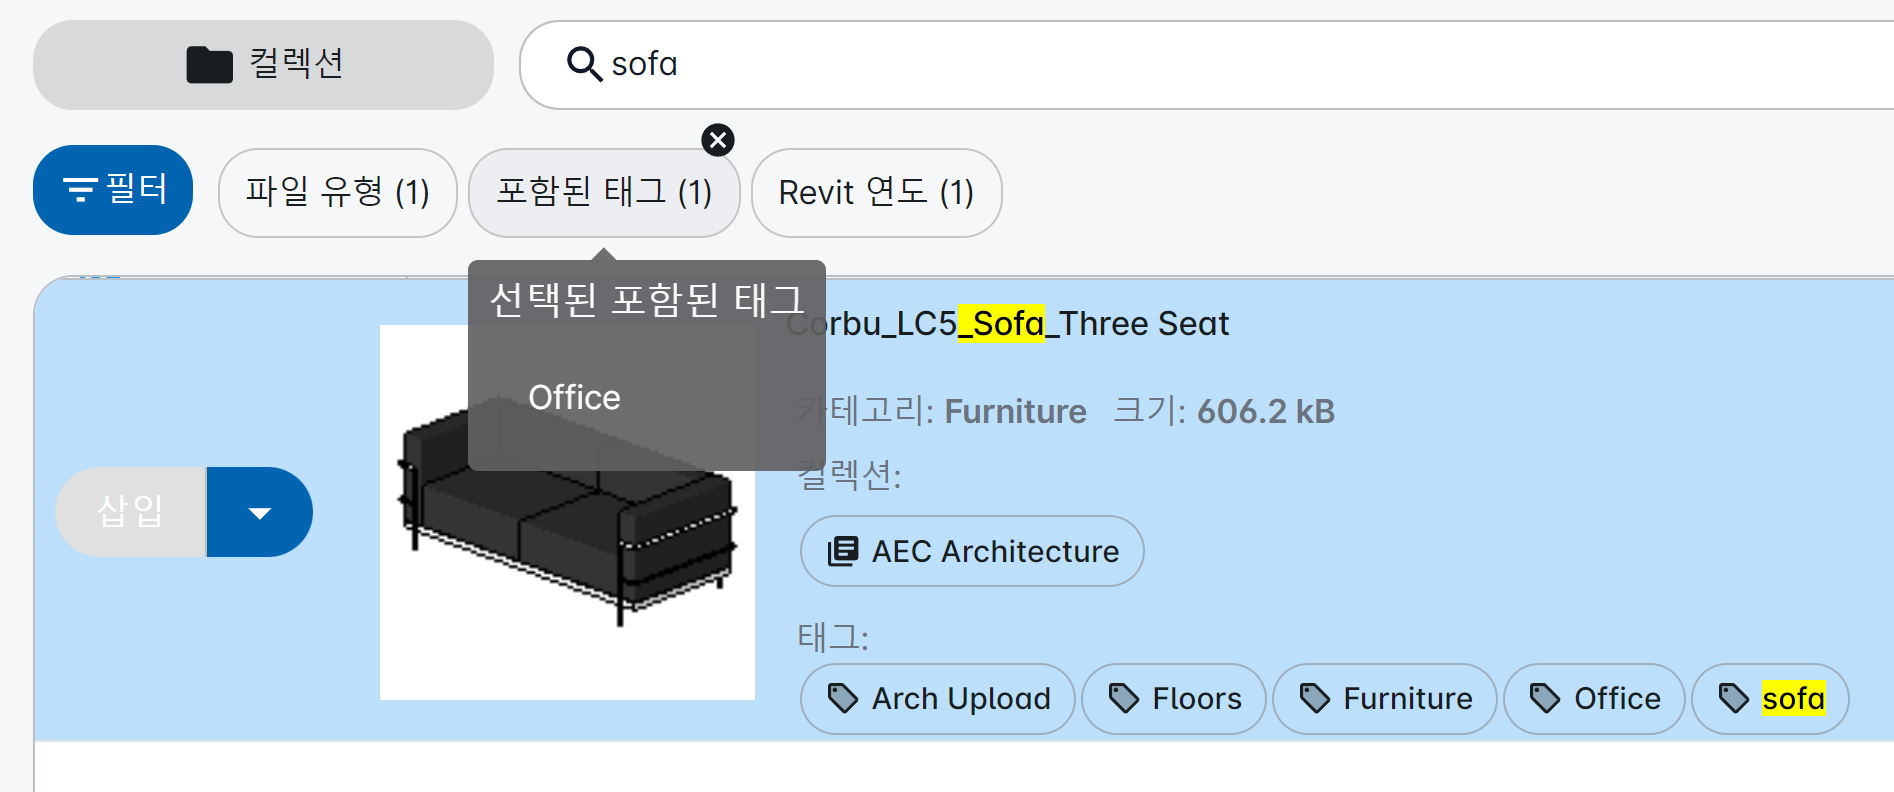 컬렉션
sofa
필터
파일 유형 (1)
포함된 태그 (1)
Revit 연도 (1)
선택된 포함된 태그
Office
Corbu_LC5_Sofa_Three Seat
카테고리: Furniture 크기: 606.2 kB
컬렉션:
삽입
AEC Architecture
태그:
Arch Upload
Floors
Furniture
Office
sofa